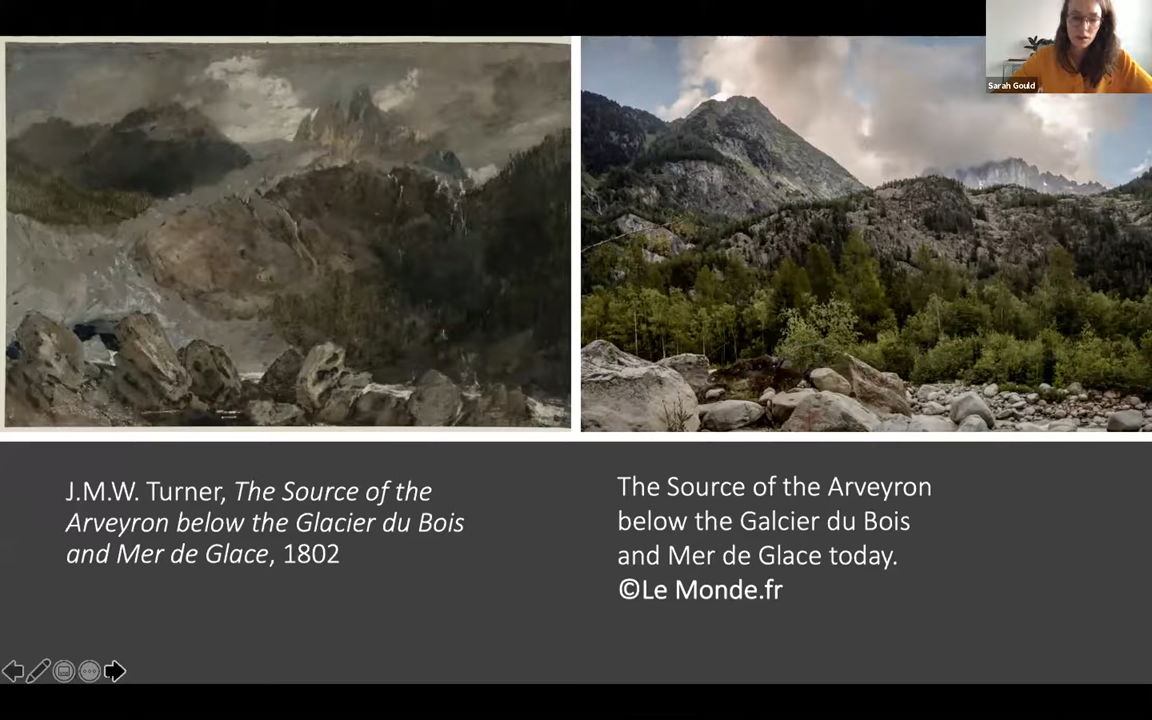 Sarah Gould
J.M.W. Turner, The Source of the
Arveyron below the Glacier du Bois
and Mer de Glace, 1802
The Source of the Arveyron
below the Galcier du Bois
and Mer de Glace today.
©Le Monde.fr